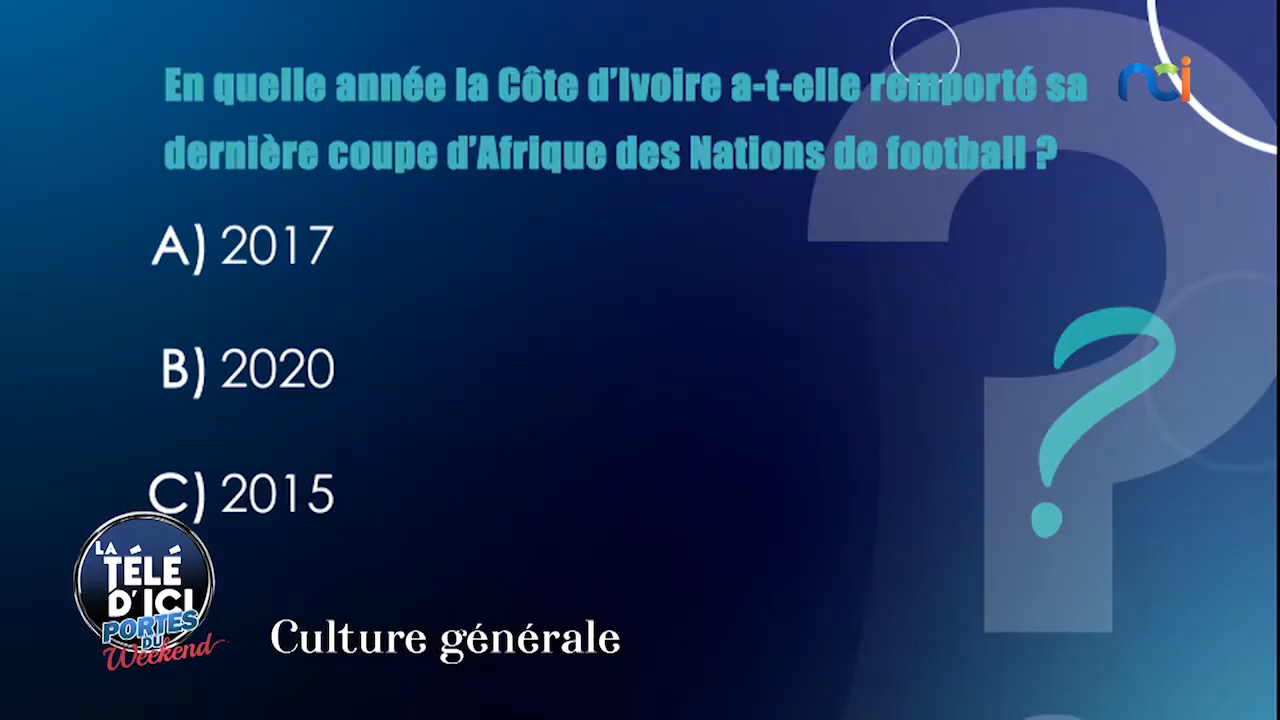 En quelle année la Côte d'Ivoire a-t-elle remporté sa
nci
dernière coupe d'Afrique des Nations de football ?
A) 2017
B) 2020
C) 2015
LA
TÉLÉ
D'ICI
PORTES
DU
Weekend
Culture générale
?